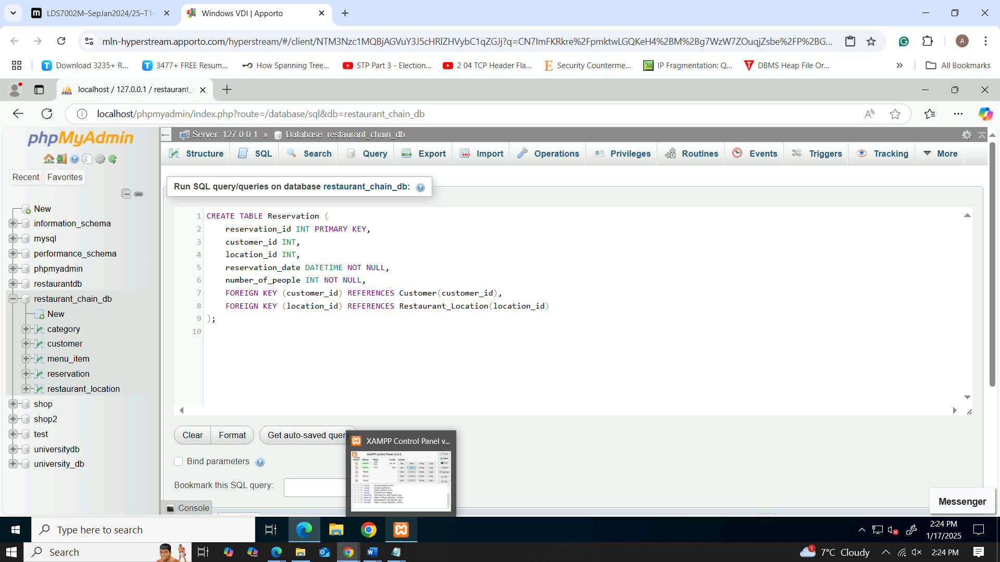 LDS7002M–SepJan2024/25–T1-
Windows VDI | Apporto
mln-hyperstream.apporto.com/hyperstream/#/client/NTM3Nzc1MQBjAGVuY3J5cHRlZHVybC1qZGJj?q=CN7ImFKRkre%2FpmktwLGQKeH4%2BM%2Bg7WzW7ZOuqjZsbe%2FP%2BG...
A
Download 3235+ R...
3477+ FREE Resum...
How Spanning Tree...
STP Part 3 - Election...
2 04 TCP Header Fla...
Security Counterme...
IP Fragmentation: Q...
DBMS Heap File Or...
All Bookmarks
localhost / 127.0.0.1 / restaurant_
localhost/phpmyadmin/index.php?route=/database/sql&db=restaurant_chain_db
phpMyAdmin
Server: 127.0.0.1 » Database: restaurant_chain_db
Structure SQL Search Query Export Import Operations Privileges Routines Events Triggers Tracking More
Recent Favorites
Run SQL query/queries on database restaurant_chain_db:
New
information_schema
mysql
performance_schema
phpmyadmin
restaurantdb
restaurant_chain_db
New
category
customer
menu_item
reservation
restaurant_location
shop
shop2
test
universitydb
university_db
1 CREATE TABLE Reservation (
2 reservation_id INT PRIMARY KEY,
3 customer_id INT,
4 location_id INT,
5 reservation_date DATETIME NOT NULL,
6 number_of_people INT NOT NULL,
7 FOREIGN KEY (customer_id) REFERENCES Customer(customer_id),
8 FOREIGN KEY (location_id) REFERENCES Restaurant_Location(location_id)
9 );
10
Clear Format Get auto-saved query
Bind parameters
Bookmark this SQL query:
Console
XAMPP Control Panel v...
XAMPP Control Panel v3.3.0
Messenger
Type here to search
2:24 PM
1/17/2025
Search
1
7°C Cloudy
2:24 PM